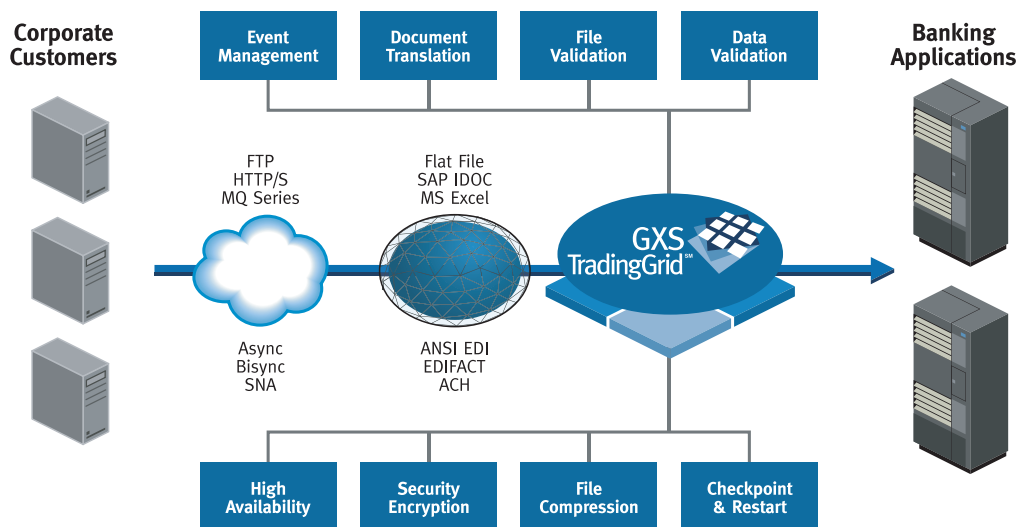 Corporate
Customers
Event
Management
Document
Translation
File
Validation
Data
Validation
Banking
Applications
FTP
HTTP/S
MQ Series
Flat File
SAP IDOC
MS Excel
GXS
TradingGrid℠
Async
Bisync
SNA
ANSI EDI
EDIFACT
ACH
High
Availability
Security
Encryption
File
Compression
Checkpoint
& Restart